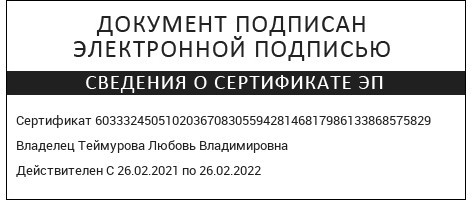 ДОКУМЕНТ ПОДПИСАН
ЭЛЕКТРОННОЙ ПОДПИСЬЮ
СВЕДЕНИЯ О СЕРТИФИКАТЕ ЭП
Сертификат 603332450510203670830559428146817986133868575829
Владелец Теймурова Любовь Владимировна
Действителен С 26.02.2021 по 26.02.2022